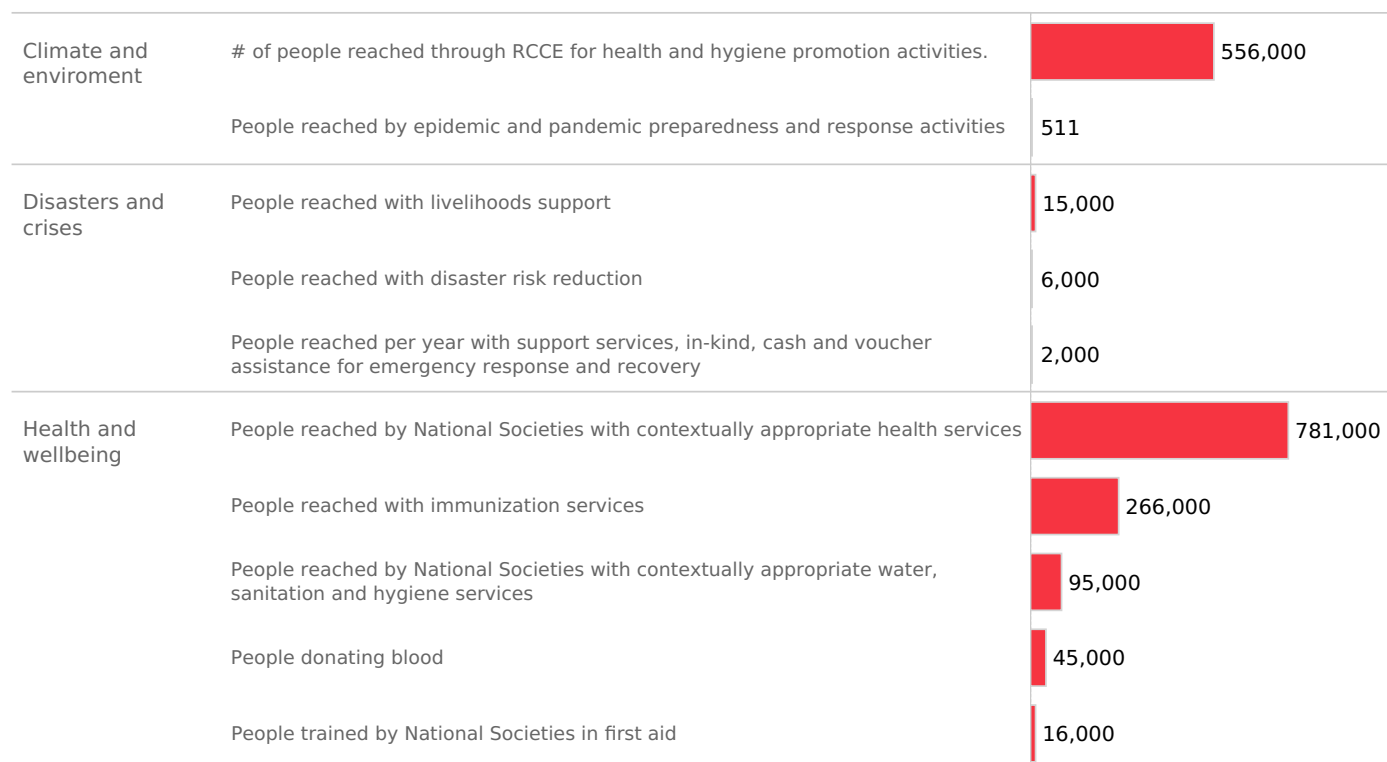 Climate and
enviroment
# of people reached through RCCE for health and hygiene promotion activities.
556,000
People reached by epidemic and pandemic preparedness and response activities
511
Disasters and
crises
People reached with livelihoods support
15,000
People reached with disaster risk reduction
6,000
People reached per year with support services, in-kind, cash and voucher
assistance for emergency response and recovery
2,000
Health and
wellbeing
People reached by National Societies with contextually appropriate health services
781,000
People reached with immunization services
266,000
People reached by National Societies with contextually appropriate water,
sanitation and hygiene services
95,000
People donating blood
45,000
People trained by National Societies in first aid
16,000